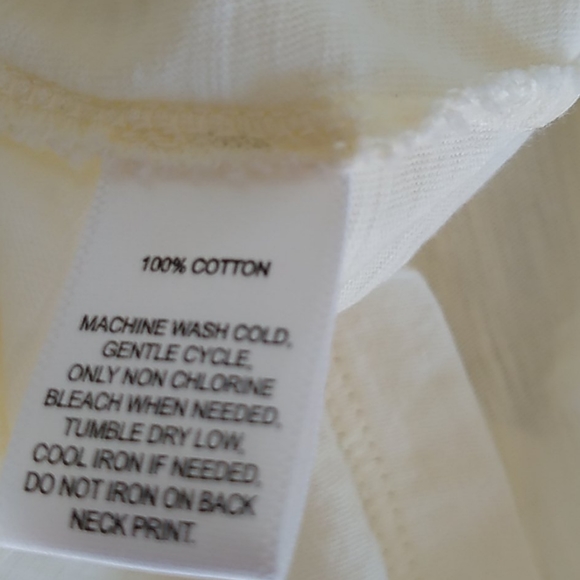 100% COTTON
MACHINE WASH COLD,
GENTLE CYCLE,
ONLY NON CHLORINE
BLEACH WHEN NEEDED,
TUMBLE DRY LOW,
COOL IRON IF NEEDED,
DO NOT IRON ON BACK
NECK PRINT.